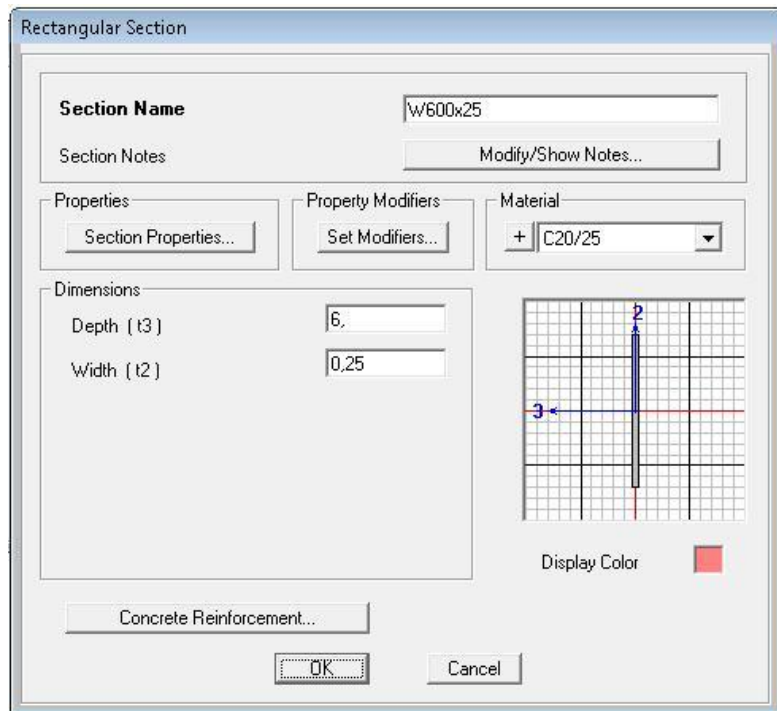 Rectangular Section
Section Name W600x25
Section Notes Modify/Show Notes...
Properties Property Modifiers Material
Section Properties... Set Modifiers... + C20/25
Dimensions
Depth ( t3 ) 6,
Width ( t2 ) 0,25
2
3
Display Color
Concrete Reinforcement...
OK Cancel